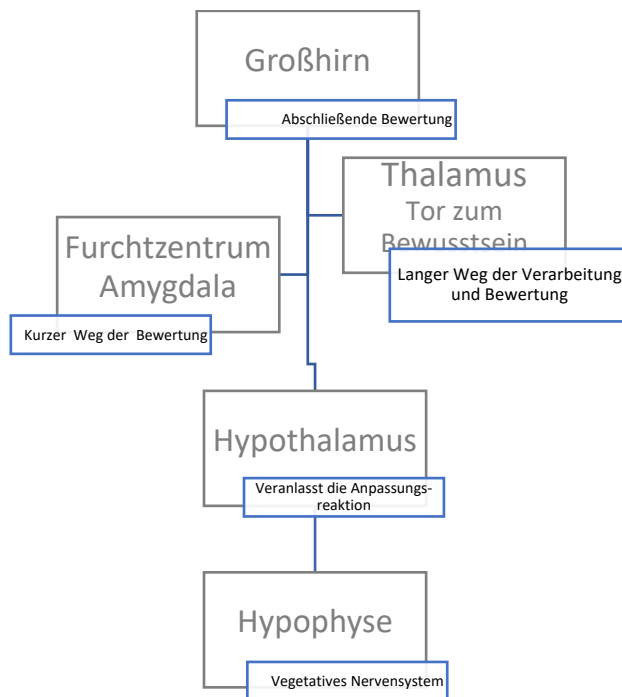 Großhirn
Abschließende Bewertung
Thalamus
Tor zum
Bewusstsein
Langer Weg der Verarbeitung
und Bewertung
Furchtzentrum
Amygdala
Kurzer Weg der Bewertung
Hypothalamus
Veranlasst die Anpassungs-
reaktion
Hypophyse
Vegetatives Nervensystem